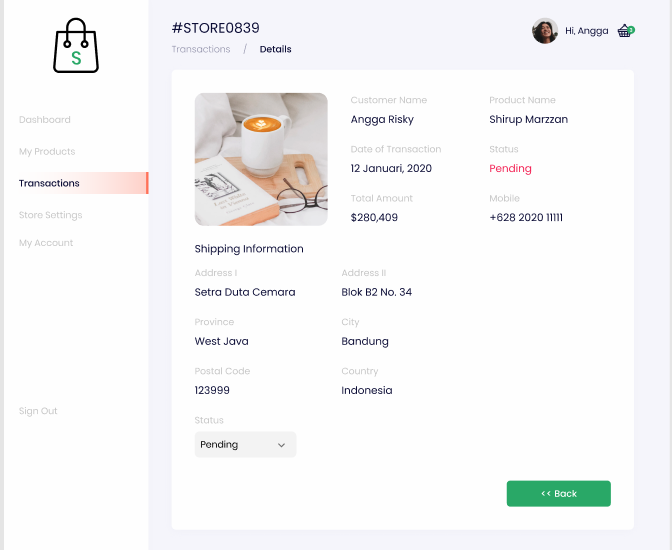 S
Dashboard
My Products
Transactions
Store Settings
My Account
Sign Out
#STORE0839
Transactions / Details
Hi, Angga
Customer Name
Angga Risky
Product Name
Shirup Marzzan
Date of Transaction
12 Januari, 2020
Status
Pending
Total Amount
$280,409
Mobile
+628 2020 11111
Shipping Information
Address I
Setra Duta Cemara
Address II
Blok B2 No. 34
Province
West Java
City
Bandung
Postal Code
123999
Country
Indonesia
Status
Pending
<< Back